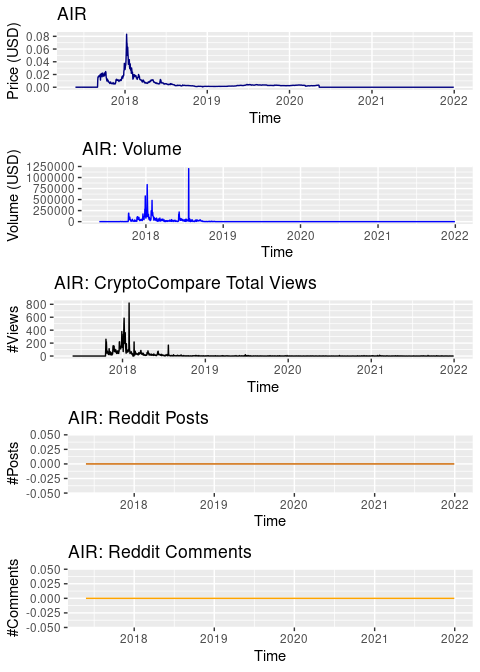 AIR
Price (USD)
0.08
0.06
0.04
0.02
0.00
2018 2019 2020 2021 2022
Time
AIR: Volume
Volume (USD)
1250000
1000000
750000
500000
250000
0
2018 2019 2020 2021 2022
Time
AIR: CryptoCompare Total Views
#Views
800
600
400
200
0
2018 2019 2020 2021 2022
Time
AIR: Reddit Posts
#Posts
0.050
0.025
0.000
-0.025
-0.050
2018 2019 2020 2021 2022
Time
AIR: Reddit Comments
#Comments
0.050
0.025
0.000
-0.025
-0.050
2018 2019 2020 2021 2022
Time